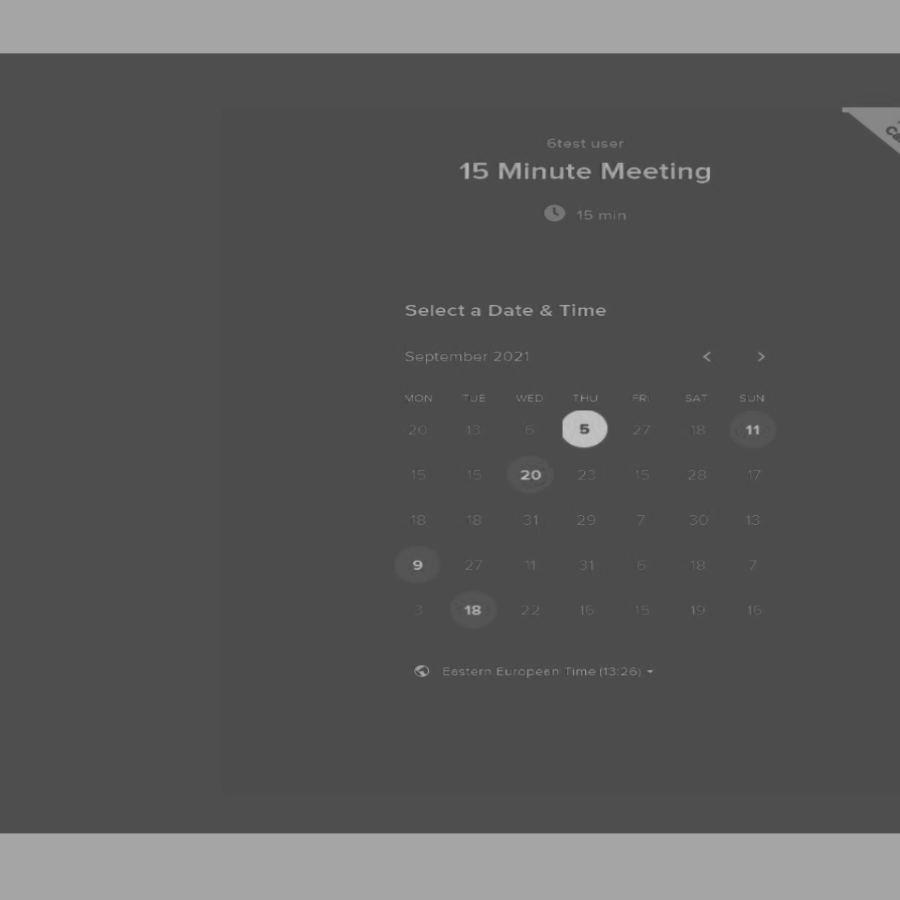 6test user
15 Minute Meeting
15 min
Select a Date & Time
September 2021
MON TUE WED THU FRI SAT SUN
20 13 6 5 27 18 11
15 15 20 23 15 28 17
18 18 31 29 7 30 13
9 27 11 31 6 18 7
3 18 22 16 15 19 16
Eastern European Time (13:26)